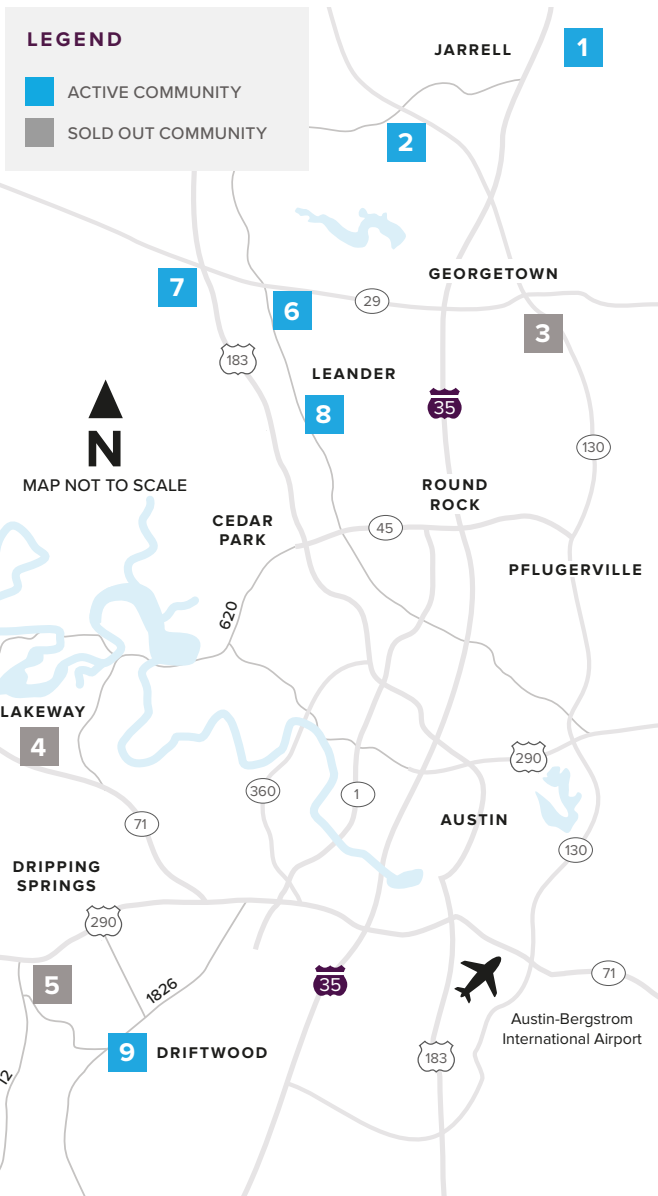 LEGEND
ACTIVE COMMUNITY
SOLD OUT COMMUNITY
JARRELL
1
2
GEORGETOWN
7
6
29
3
183
LEANDER
35
8
130
N
MAP NOT TO SCALE
ROUND
ROCK
CEDAR
PARK
45
PFLUGERVILLE
620
LAKEWAY
4
290
360
1
71
AUSTIN
130
DRIPPING
SPRINGS
290
5
1826
35
71
Austin-Bergstrom
International Airport
9
DRIFTWOOD
183
12